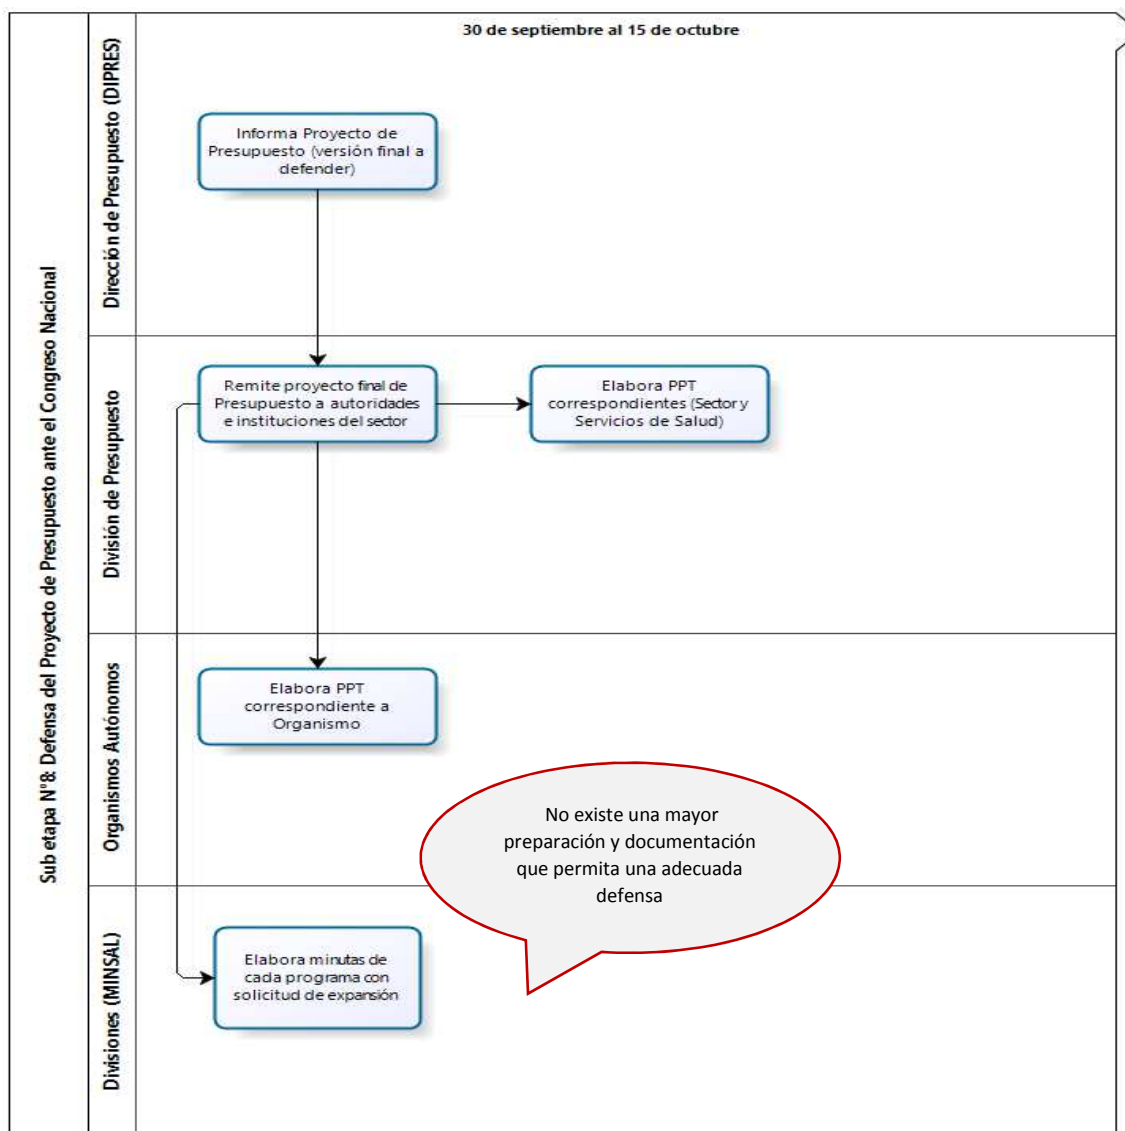 30 de septiembre al 15 de octubre
Sub etapa N°8: Defensa del Proyecto de Presupuesto ante el Congreso Nacional
Dirección de Presupuesto (DIPRES)
Informa Proyecto de
Presupuesto (versión final a
defender)
División de Presupuesto
Remite proyecto final de
Presupuesto a autoridades
e instituciones del sector
Elabora PPT
correspondientes (Sector y
Servicios de Salud)
Organismos Autónomos
Elabora PPT
correspondiente a
Organismo
No existe una mayor
preparación y documentación
que permita una adecuada
defensa
Divisiones (MINSAL)
Elabora minutas de
cada programa con
solicitud de expansión